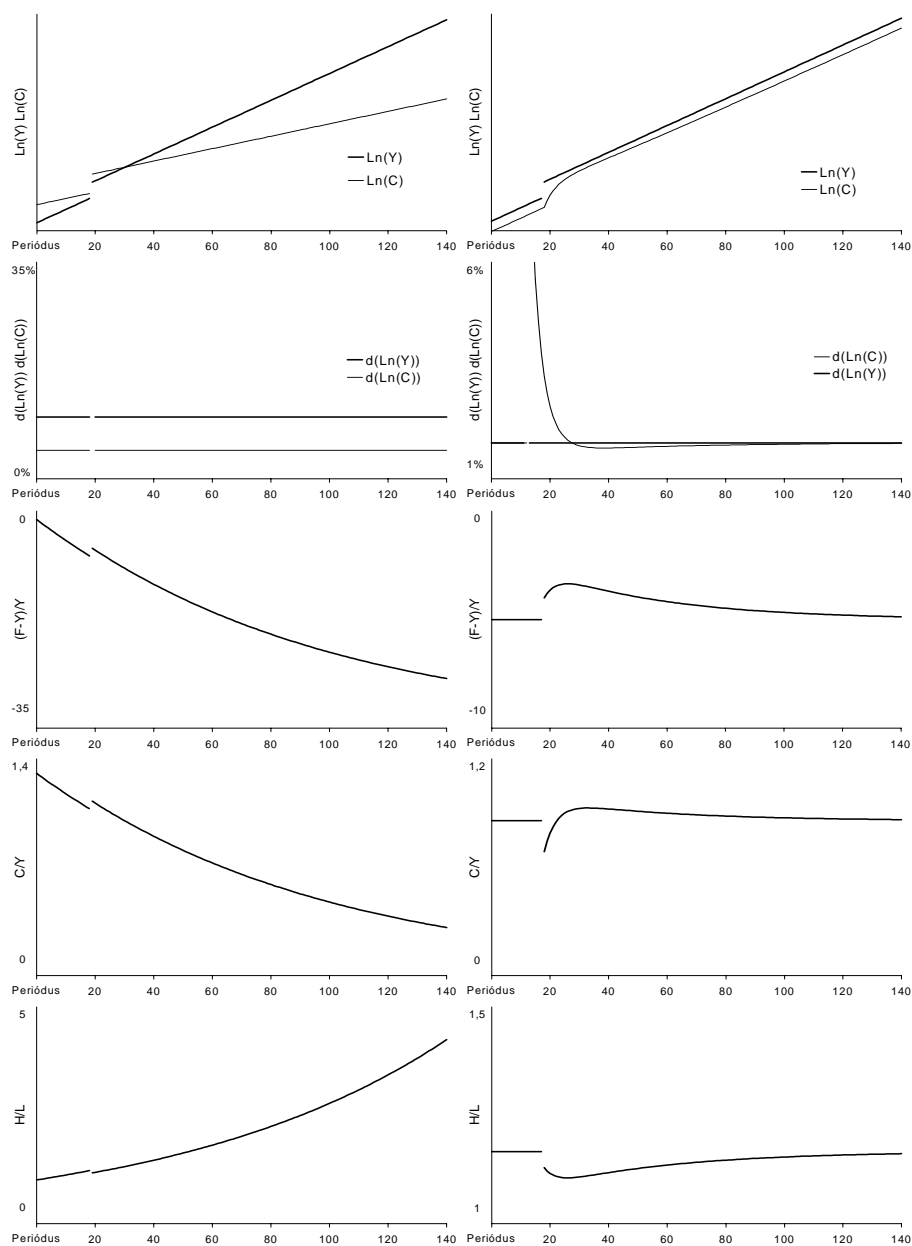 Ln(Y) Ln(C)
Ln(Y)
Ln(C)
Periódus 20 40 60 80 100 120 140
Ln(Y) Ln(C)
Ln(Y)
Ln(C)
Periódus 20 40 60 80 100 120 140
35%
d(Ln(Y)) d(Ln(C))
d(Ln(Y))
d(Ln(C))
0%
Periódus 20 40 60 80 100 120 140
6%
d(Ln(Y)) d(Ln(C))
d(Ln(C))
d(Ln(Y))
1%
Periódus 20 40 60 80 100 120 140
0
(F-Y)/Y
-35
Periódus 20 40 60 80 100 120 140
0
(F-Y)/Y
-10
Periódus 20 40 60 80 100 120 140
1,4
C/Y
0
Periódus 20 40 60 80 100 120 140
1,2
C/Y
0
Periódus 20 40 60 80 100 120 140
5
H/L
0
Periódus 20 40 60 80 100 120 140
1,5
H/L
1
Periódus 20 40 60 80 100 120 140